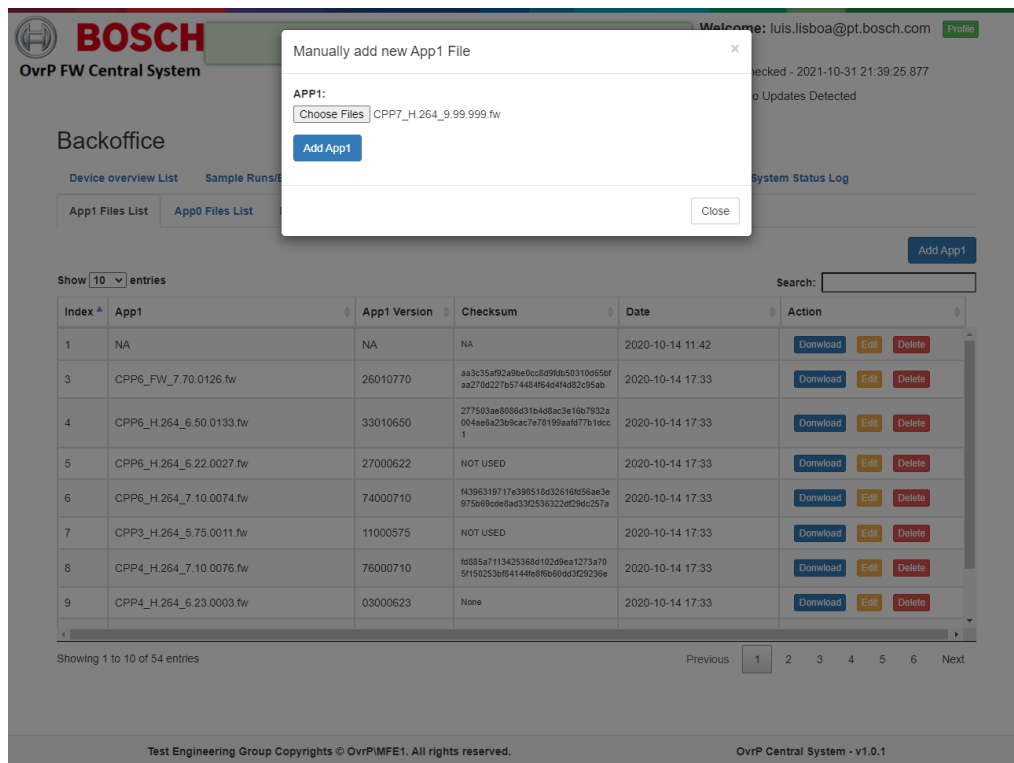 BOSCH
OvrP FW Central System
Welcome: luis.lisboa@pt.bosch.com Profile
ecked - 2021-10-31 21:39:25.877
Updates Detected
Manually add new App1 File ×
APP1:
Choose Files CPP7_H.264_9.99.999.fw
Add App1
Close
Backoffice
Device overview List Sample Runs/ System Status Log
App1 Files List App0 Files List
Add App1
Show 10 entries Search:
Index App1 App1 Version Checksum Date Action
1 NA NA NA 2020-10-14 11:42 Donwload Edit Delete
3 CPP6_FW_7.70.0126.fw 26010770 aa3c35af92a9be0cc8d9fdb50310d65bf 2020-10-14 17:33 Donwload Edit Delete
aa270d227b574484f64d4f4d82c95ab
4 CPP6_H.264_6.50.0133.fw 33010650 277503ae8086d31b4d8ac3e16b7932a 2020-10-14 17:33 Donwload Edit Delete
004ae6a23b9cac7e78199aafd77b1dcc
1
5 CPP6_H.264_6.22.0027.fw 27000622 NOT USED 2020-10-14 17:33 Donwload Edit Delete
6 CPP6_H.264_7.10.0074.fw 74000710 f4396319717e398518d32616fd56ae3e 2020-10-14 17:33 Donwload Edit Delete
975b69cde8ad33f2536322df29dc257a
7 CPP3_H.264_5.75.0011.fw 11000575 NOT USED 2020-10-14 17:33 Donwload Edit Delete
8 CPP4_H.264_7.10.0076.fw 76000710 fd885a7113425368d102d9ea1273a70 2020-10-14 17:33 Donwload Edit Delete
5f150253bf84144fe8f6b60dd3f29236e
9 CPP4_H.264_6.23.0003.fw 03000623 None 2020-10-14 17:33 Donwload Edit Delete
Showing 1 to 10 of 54 entries Previous 1 2 3 4 5 6 Next
Test Engineering Group Copyrights © OvrP\MFE1. All rights reserved. OvrP Central System - v1.0.1